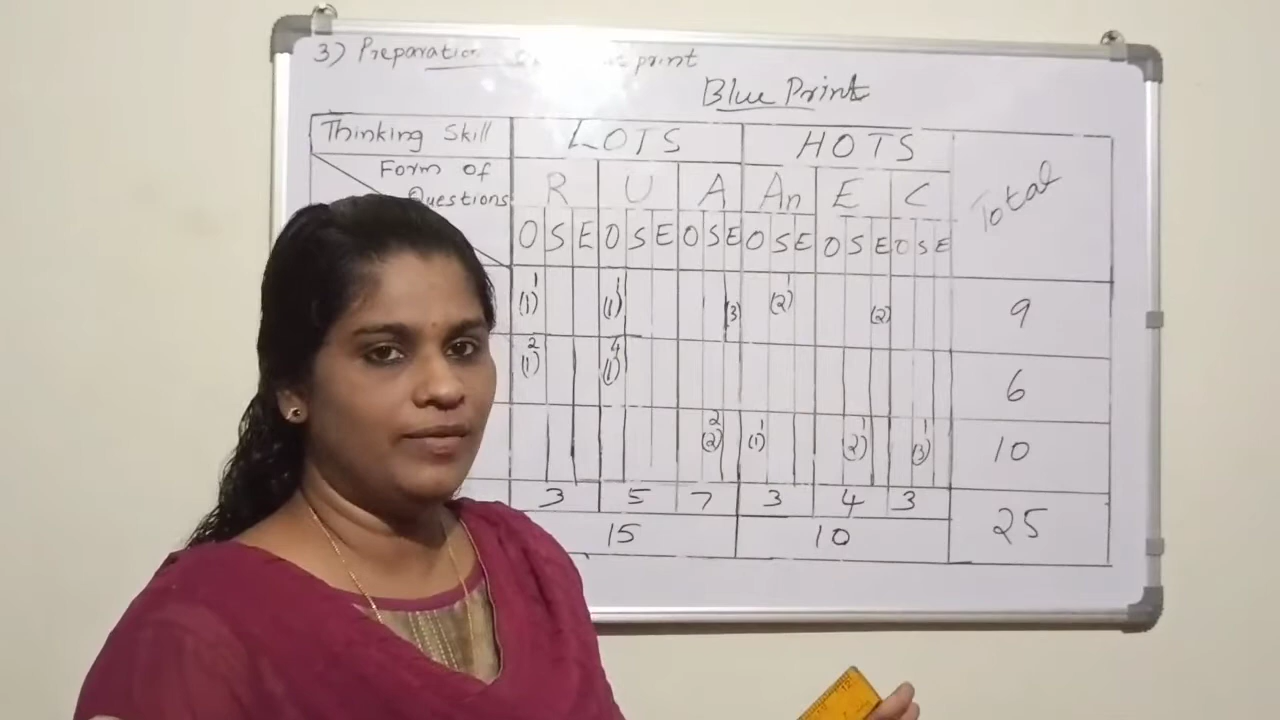 3) Preparation print
Blue Print
Thinking Skill LOTS HOTS Total
Form of Questions R U A An E C
O S E O S E O S E O S E O S E O S E
1 1 1
(1) (1) (3) (2) (2) 9
2 4
(1) (1) 6
2 1 1 1
(2) (1) (2) (3) 10
3 5 7 3 4 3 25
15 10